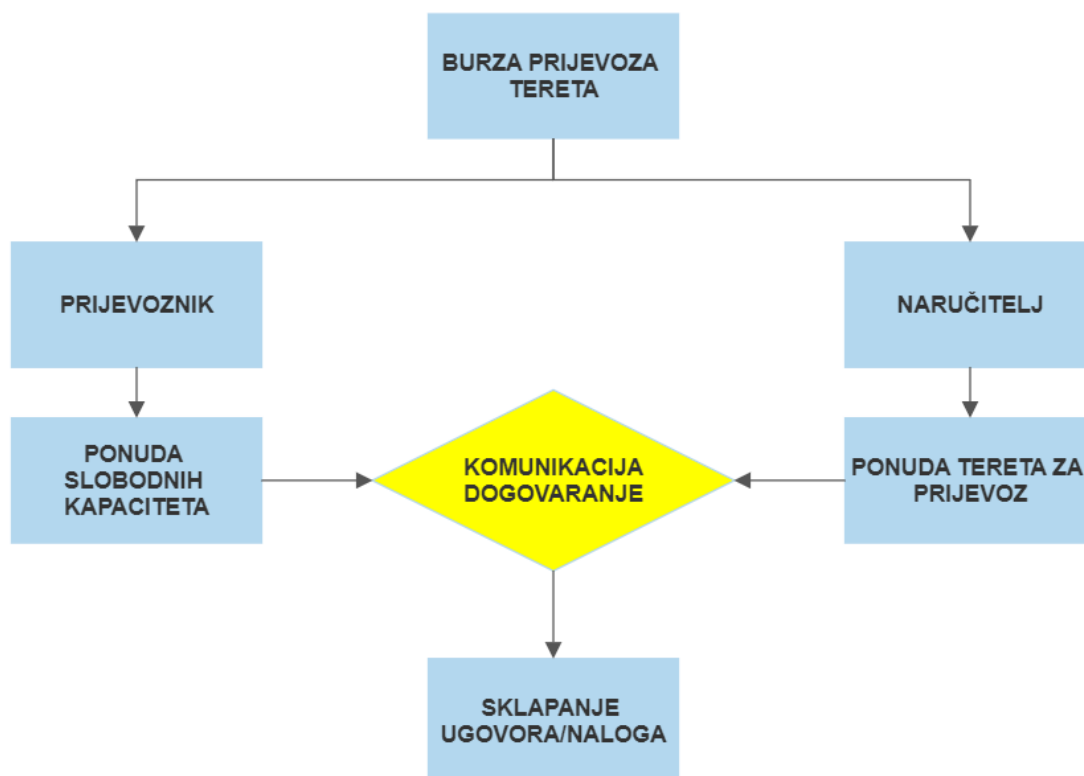 BURZA PRIJEVOZA
TERETA
PRIJEVOZNIK
NARUČITELJ
PONUDA
SLOBODNIH
KAPACITETA
KOMUNIKACIJA
DOGOVARANJE
PONUDA TERETA ZA
PRIJEVOZ
SKLAPANJE
UGOVORA/NALOGA